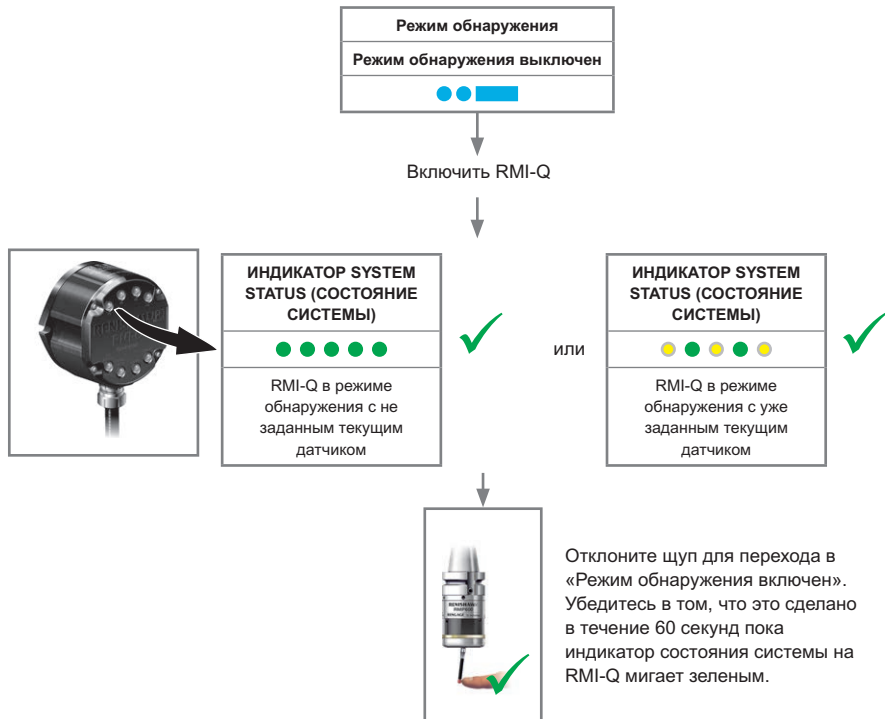 Режим обнаружения
Режим обнаружения выключен
Включить RMI-Q
ИНДИКАТОР SYSTEM
STATUS (СОСТОЯНИЕ
СИСТЕМЫ)
RMI-Q в режиме
обнаружения с не
заданным текущим
датчиком
или
ИНДИКАТОР SYSTEM
STATUS (СОСТОЯНИЕ
СИСТЕМЫ)
RMI-Q в режиме
обнаружения с уже
заданным текущим
датчиком
RENISHAW
Отклоните щуп для перехода в
«Режим обнаружения включен».
Убедитесь в том, что это сделано
в течение 60 секунд пока
индикатор состояния системы на
RMI-Q мигает зеленым.